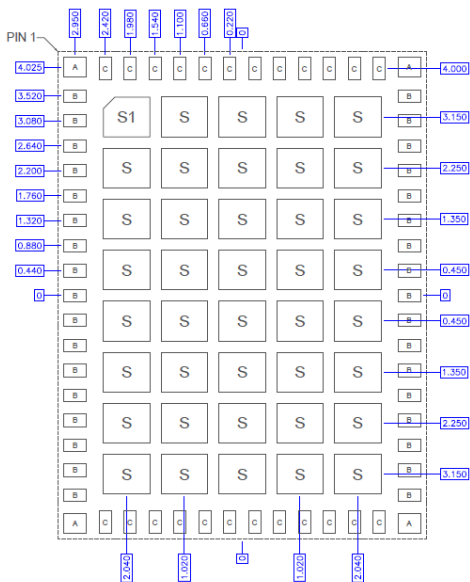 2.950 2.420 1.980 1.540 1.100 0.660 0.220 0
PIN 1
4.025 A C C C C C C C C C C C C A 4.000
3.520 B B
3.080 B S1 S S S S B 3.150
2.640 B B
2.200 B S S S S S B 2.250
1.760 B B
1.320 B S S S S S B 1.350
0.880 B B
0.440 B S S S S S B 0.450
0 B B 0
B S S S S S B 0.450
B B
B S S S S S B 1.350
B B
B S S S S S B 2.250
B B
B S S S S S B 3.150
B B
A C C C C C C C C C C C C A
2.040 1.020 0 1.020 2.040